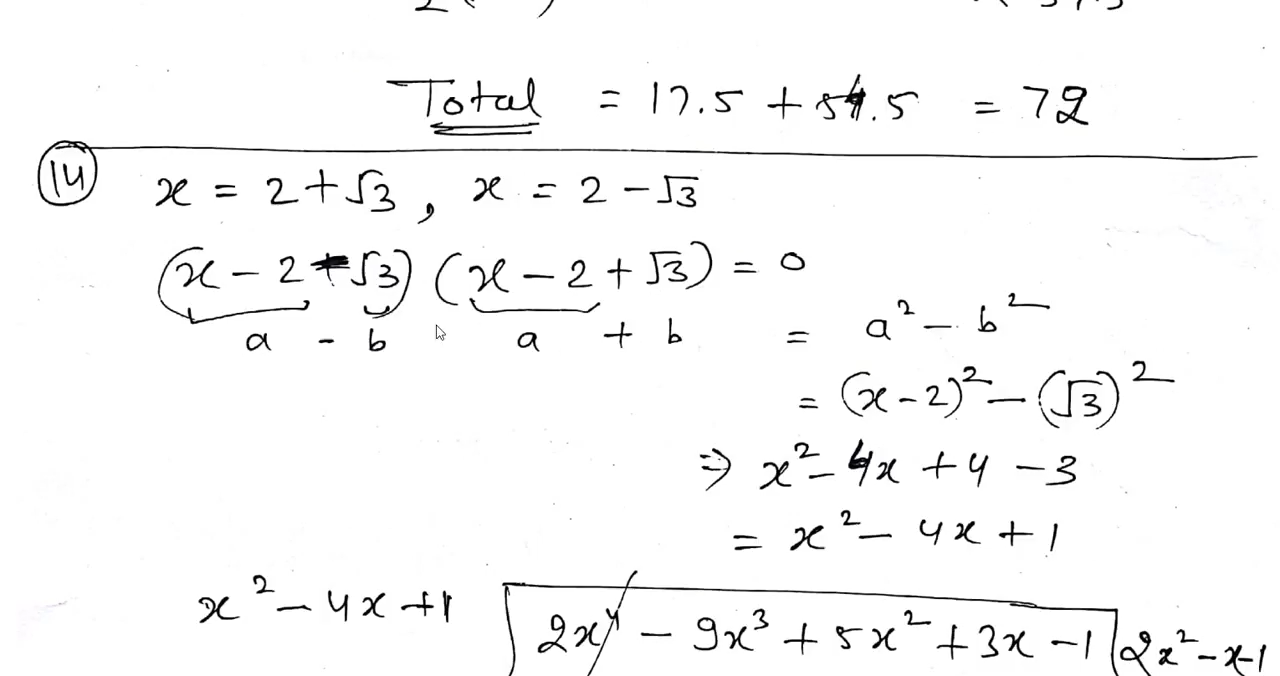 Total = 17.5 + 54.5 = 72
14
x = 2+√3, x = 2 - √3
(x - 2 - √3) (x - 2 + √3) = 0
a - b a + b = a² - b²
= (x - 2)² - (√3)²
⇒ x² - 4x + 4 - 3
= x² - 4x + 1
x² - 4x + 1 2x⁴ - 9x³ + 5x² + 3x - 1 2x² - x - 1